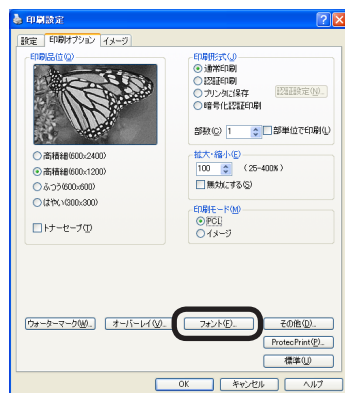 印刷設定
設定 印刷オプション イメージ
印刷品位(Q)
高精細(600x2400)
高精細(600x1200)
ふつう(600x600)
はやい(300x300)
トナーセーブ(T)
印刷形式(J)
通常印刷
認証印刷
プリンタに保存 認証設定(N)...
暗号化認証印刷
部数(C) 1 部単位で印刷(L)
拡大・縮小(E)
100 (25-400%)
無効にする(S)
印刷モード(M)
PCL
イメージ
ウォーターマーク(W)... オーバーレイ(V)... フォント(F)... その他(D)...
ProtecPrint(P)...
標準(U)
OK キャンセル ヘルプ